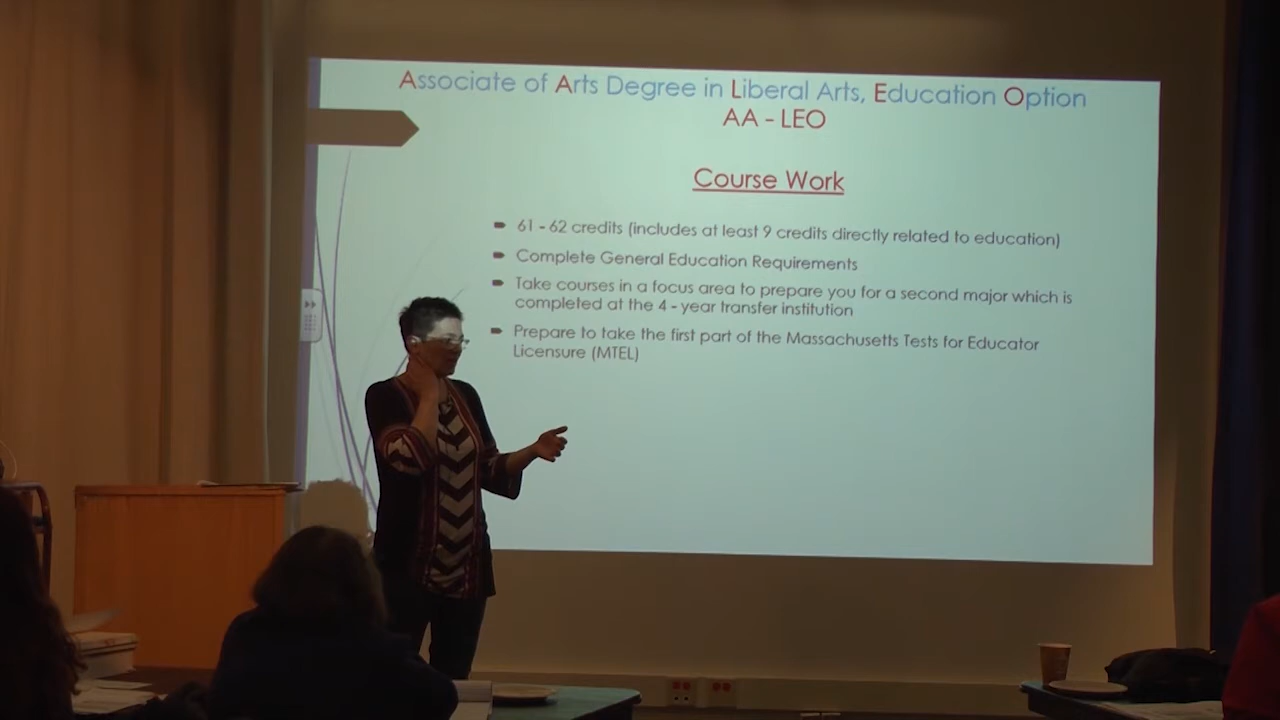 Associate of Arts Degree in Liberal Arts, Education Option
AA - LEO
Course Work
61 - 62 credits (includes at least 9 credits directly related to education)
Complete General Education Requirements
Take courses in a focus area to prepare you for a second major which is
completed at the 4 - year transfer institution
Prepare to take the first part of the Massachusetts Tests for Educator
Licensure (MTEL)